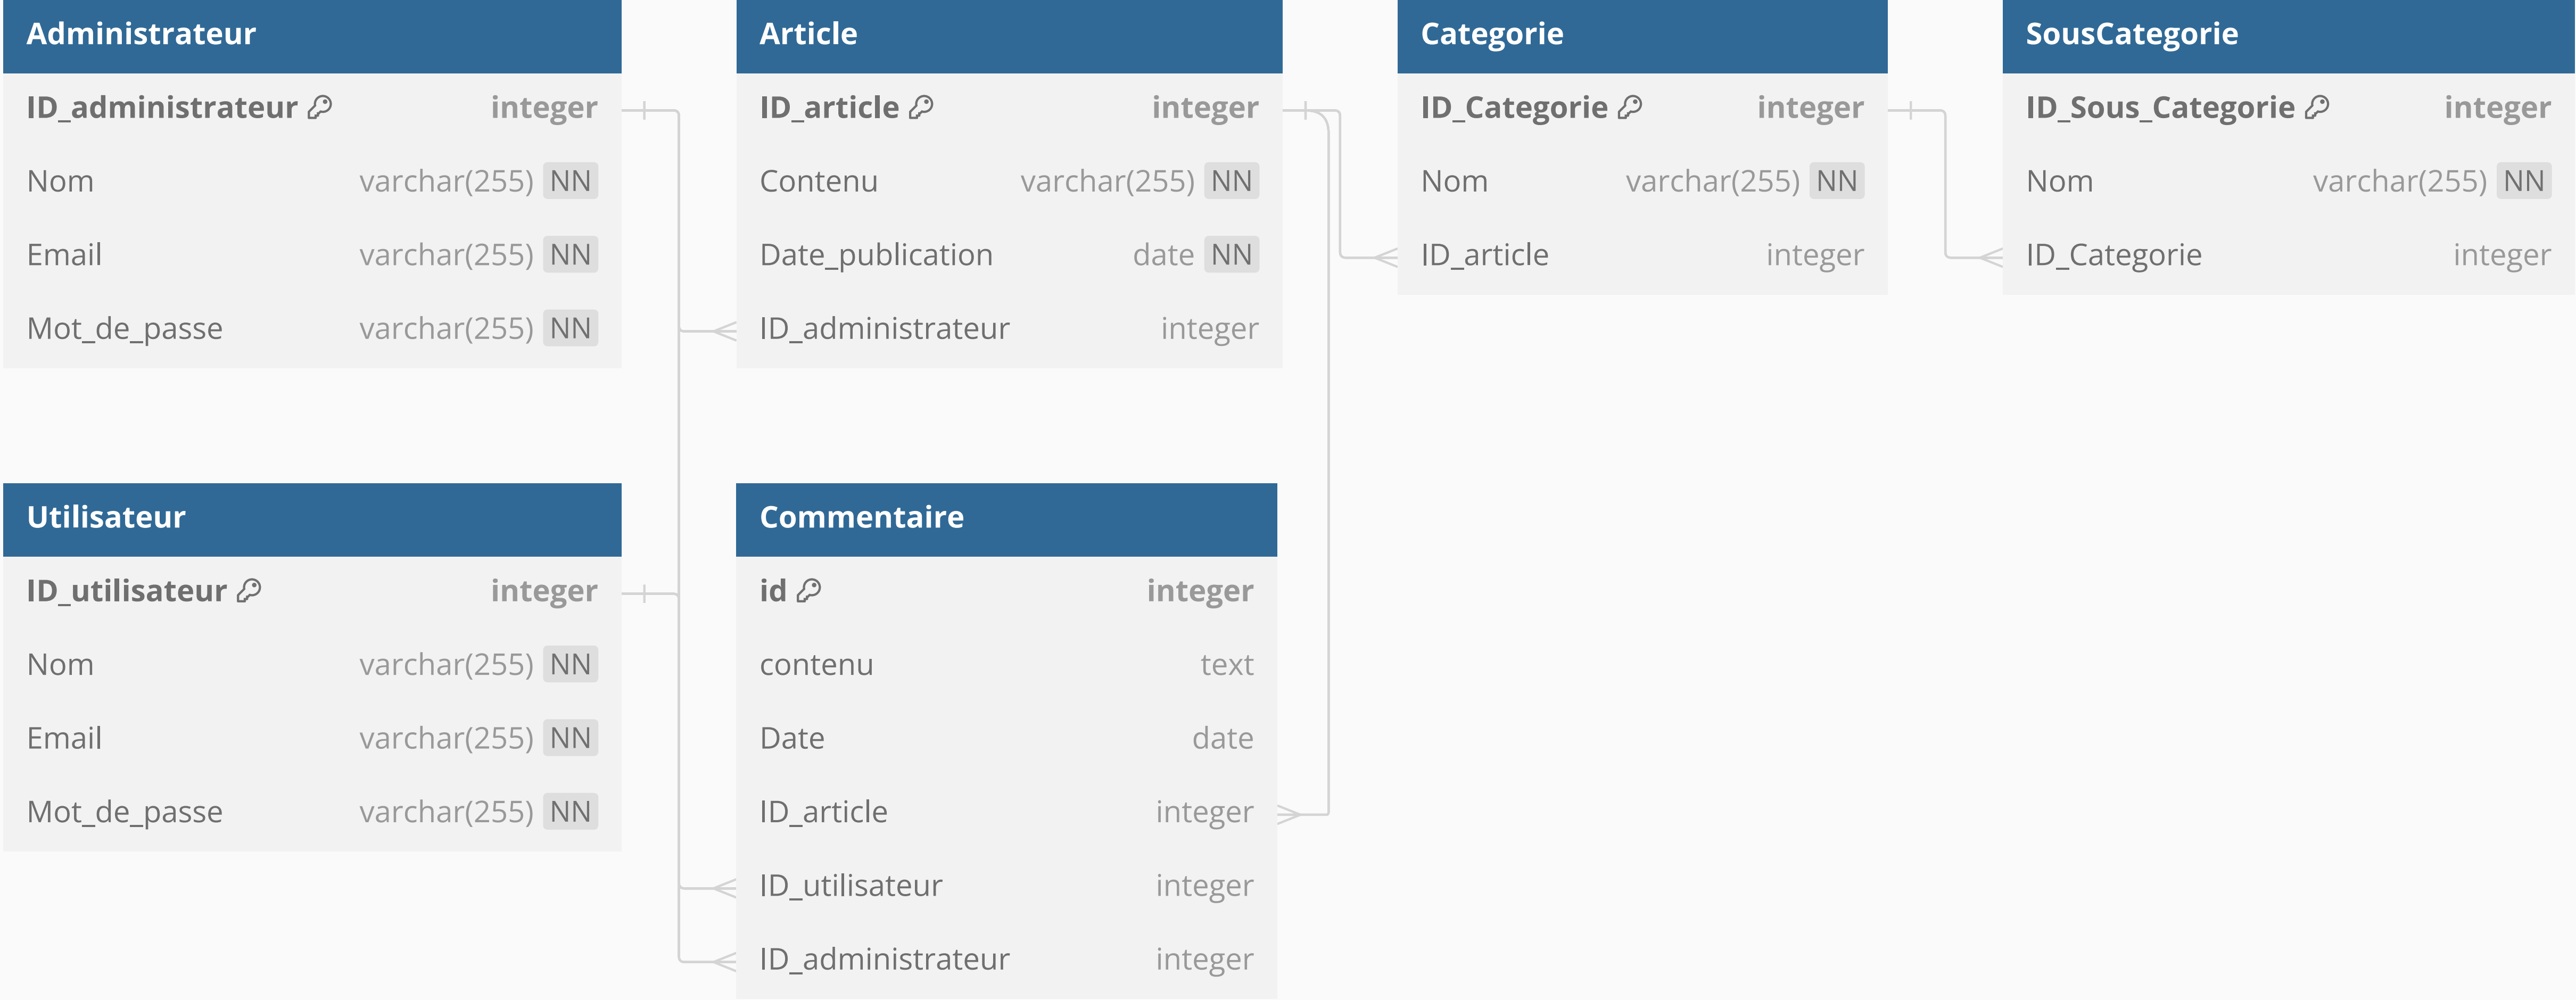 Administrateur
ID_administrateur integer
Nom varchar(255) NN
Email varchar(255) NN
Mot_de_passe varchar(255) NN
Article
ID_article integer
Contenu varchar(255) NN
Date_publication date NN
ID_administrateur integer
Categorie
ID_Categorie integer
Nom varchar(255) NN
ID_article integer
SousCategorie
ID_Sous_Categorie integer
Nom varchar(255) NN
ID_Categorie integer
Utilisateur
ID_utilisateur integer
Nom varchar(255) NN
Email varchar(255) NN
Mot_de_passe varchar(255) NN
Commentaire
id integer
contenu text
Date date
ID_article integer
ID_utilisateur integer
ID_administrateur integer